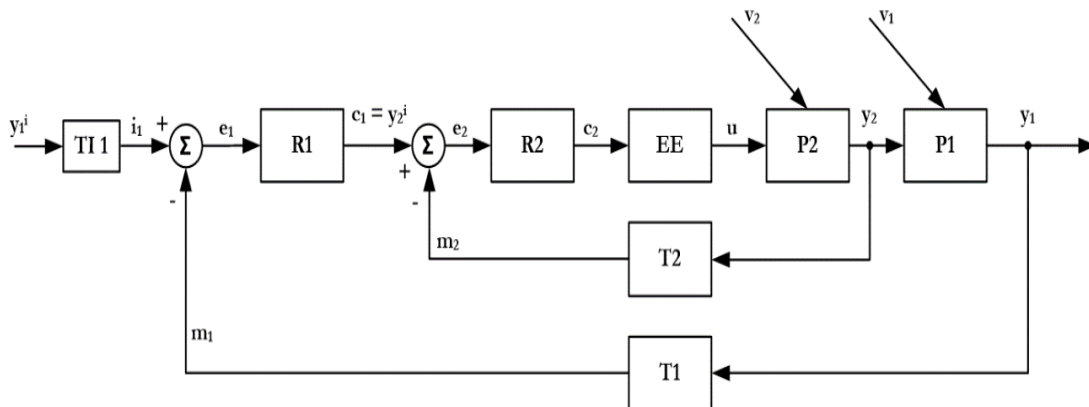 v₂
v₁
y₁ⁱ
TI 1
i₁
+
Σ
-
e₁
R1
c₁ = y₂ⁱ
Σ
+
-
e₂
R2
c₂
EE
u
P2
y₂
P1
y₁
m₂
T2
m₁
T1